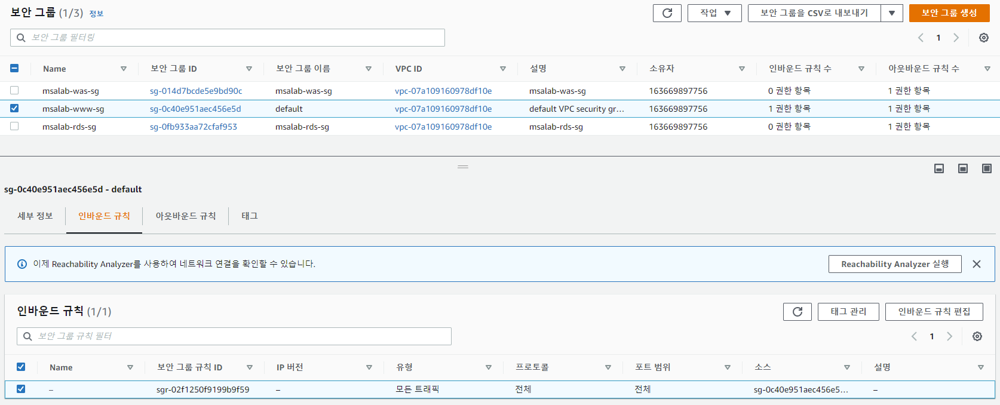 보안 그룹 (1/3) 정보
작업 보안 그룹을 CSV로 내보내기 보안 그룹 생성
보안 그룹 필터링
1
Name 보안 그룹 ID 보안 그룹 이름 VPC ID 설명 소유자 인바운드 규칙 수 아웃바운드 규칙 수
msalab-was-sg sg-014d7bcde5e9bd90c msalab-was-sg vpc-07a109160978df10e msalab-was-sg 163669897756 0 권한 항목 1 권한 항목
msalab-www-sg sg-0c40e951aec456e5d default vpc-07a109160978df10e default VPC security gr... 163669897756 1 권한 항목 1 권한 항목
msalab-rds-sg sg-0fb933aa72cfaf953 msalab-rds-sg vpc-07a109160978df10e msalab-rds-sg 163669897756 0 권한 항목 1 권한 항목
sg-0c40e951aec456e5d - default
세부 정보 인바운드 규칙 아웃바운드 규칙 태그
이제 Reachability Analyzer를 사용하여 네트워크 연결을 확인할 수 있습니다. Reachability Analyzer 실행
인바운드 규칙 (1/1) 태그 관리 인바운드 규칙 편집
보안 그룹 규칙 필터 1
Name 보안 그룹 규칙 ID IP 버전 유형 프로토콜 포트 범위 소스 설명
– sgr-02f1250f9199b9f59 – 모든 트래픽 전체 전체 sg-0c40e951aec456e5... –